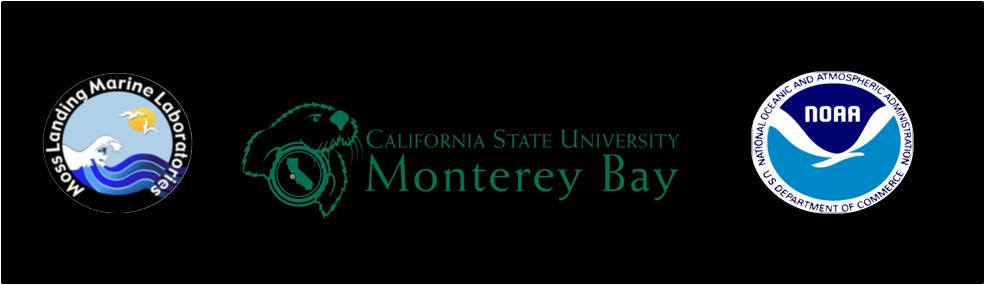 Moss Landing Marine Laboratories
CALIFORNIA STATE UNIVERSITY
Monterey Bay
NATIONAL OCEANIC AND ATMOSPHERIC ADMINISTRATION
NOAA
U.S. DEPARTMENT OF COMMERCE